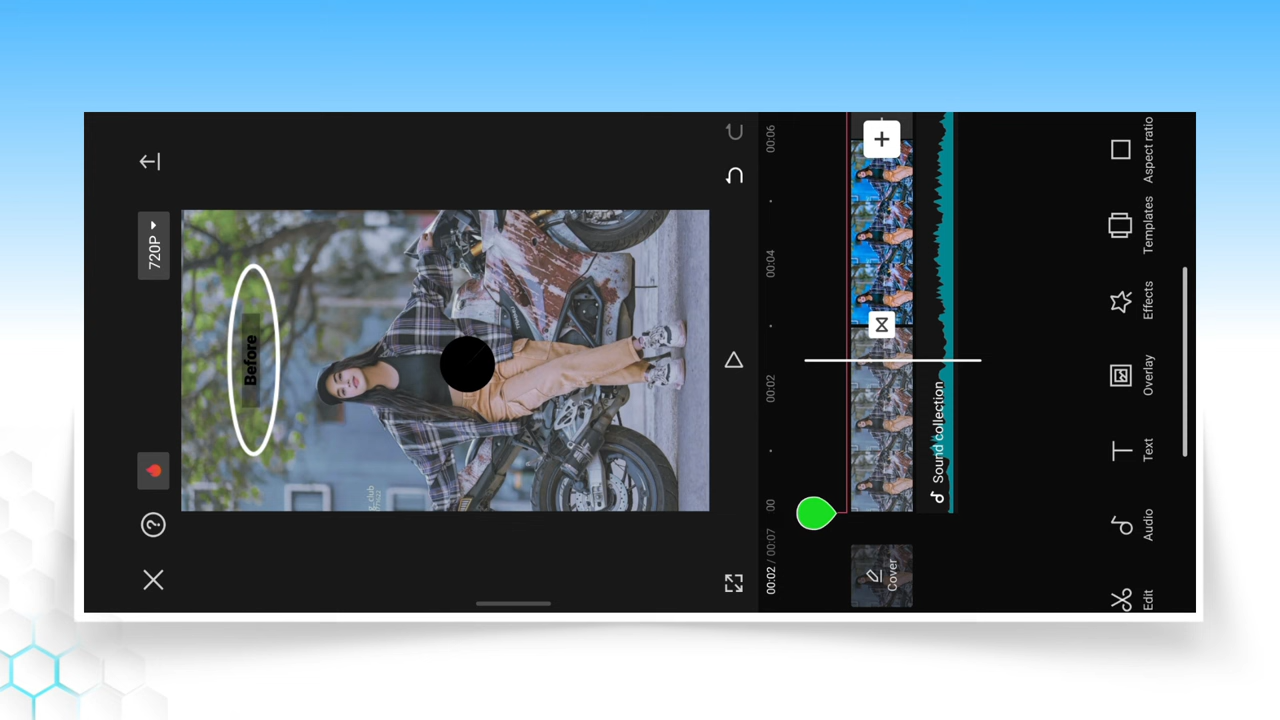 720P
Before
00:02 / 00:07
00
00:02
00:04
00:06
Cover
Sound collection
Edit
Audio
Text
Overlay
Effects
Templates
Aspect ratio